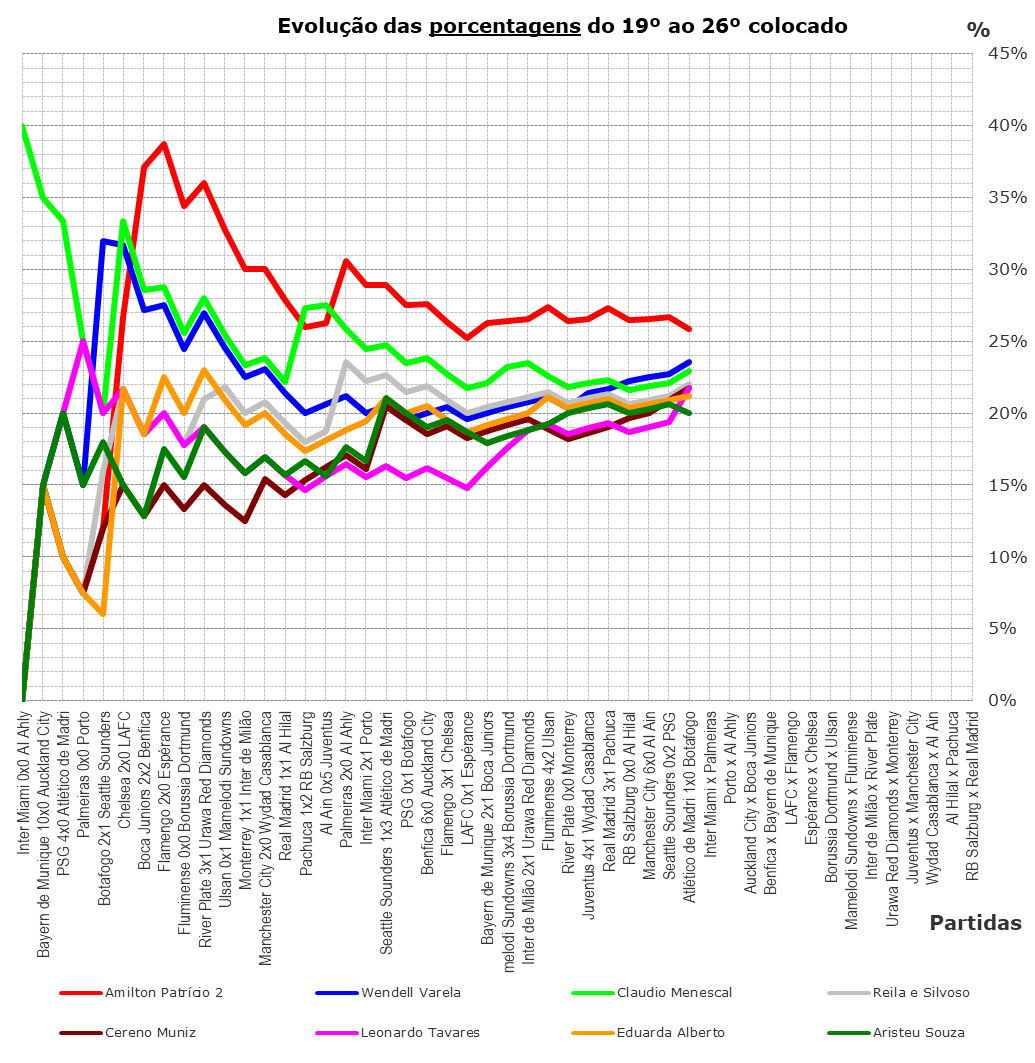 Evolução das porcentagens do 19º ao 26º colocado
%
45%
40%
35%
30%
25%
20%
15%
10%
5%
0%
Inter Miami 0x0 Al Ahly
Bayern de Munique 10x0 Auckland City
PSG 4x0 Atlético de Madri
Palmeiras 0x0 Porto
Botafogo 2x1 Seattle Sounders
Chelsea 2x0 LAFC
Boca Juniors 2x2 Benfica
Flamengo 2x0 Espérance
Fluminense 0x0 Borussia Dortmund
River Plate 3x1 Urawa Red Diamonds
Ulsan 0x1 Mamelodi Sundowns
Monterrey 1x1 Inter de Milão
Manchester City 2x0 Wydad Casablanca
Real Madrid 1x1 Al Hilal
Pachuca 1x2 RB Salzburg
Al Ain 0x5 Juventus
Palmeiras 2x0 Al Ahly
Inter Miami 2x1 Porto
Seattle Sounders 1x3 Atlético de Madri
PSG 0x1 Botafogo
Benfica 6x0 Auckland City
Flamengo 3x1 Chelsea
LAFC 0x1 Espérance
Bayern de Munique 2x1 Boca Juniors
melodi Sundowns 3x4 Borussia Dortmund
Inter de Milão 2x1 Urawa Red Diamonds
Fluminense 4x2 Ulsan
River Plate 0x0 Monterrey
Juventus 4x1 Wydad Casablanca
Real Madrid 3x1 Pachuca
RB Salzburg 0x0 Al Hilal
Manchester City 6x0 Al Ain
Seattle Sounders 0x2 PSG
Atlético de Madri 1x0 Botafogo
Inter Miami x Palmeiras
Porto x Al Ahly
Auckland City x Boca Juniors
Benfica x Bayern de Munique
LAFC x Flamengo
Espérance x Chelsea
Borussia Dortmund x Ulsan
Mamelodi Sundowns x Fluminense
Inter de Milão x River Plate
Urawa Red Diamonds x Monterrey
Juventus x Manchester City
Wydad Casablanca x Al Ain
Al Hilal x Pachuca
RB Salzburg x Real Madrid
Partidas
Amilton Patrício 2
Wendell Varela
Claudio Menescal
Reila e Silvoso
Cereno Muniz
Leonardo Tavares
Eduarda Alberto
Aristeu Souza